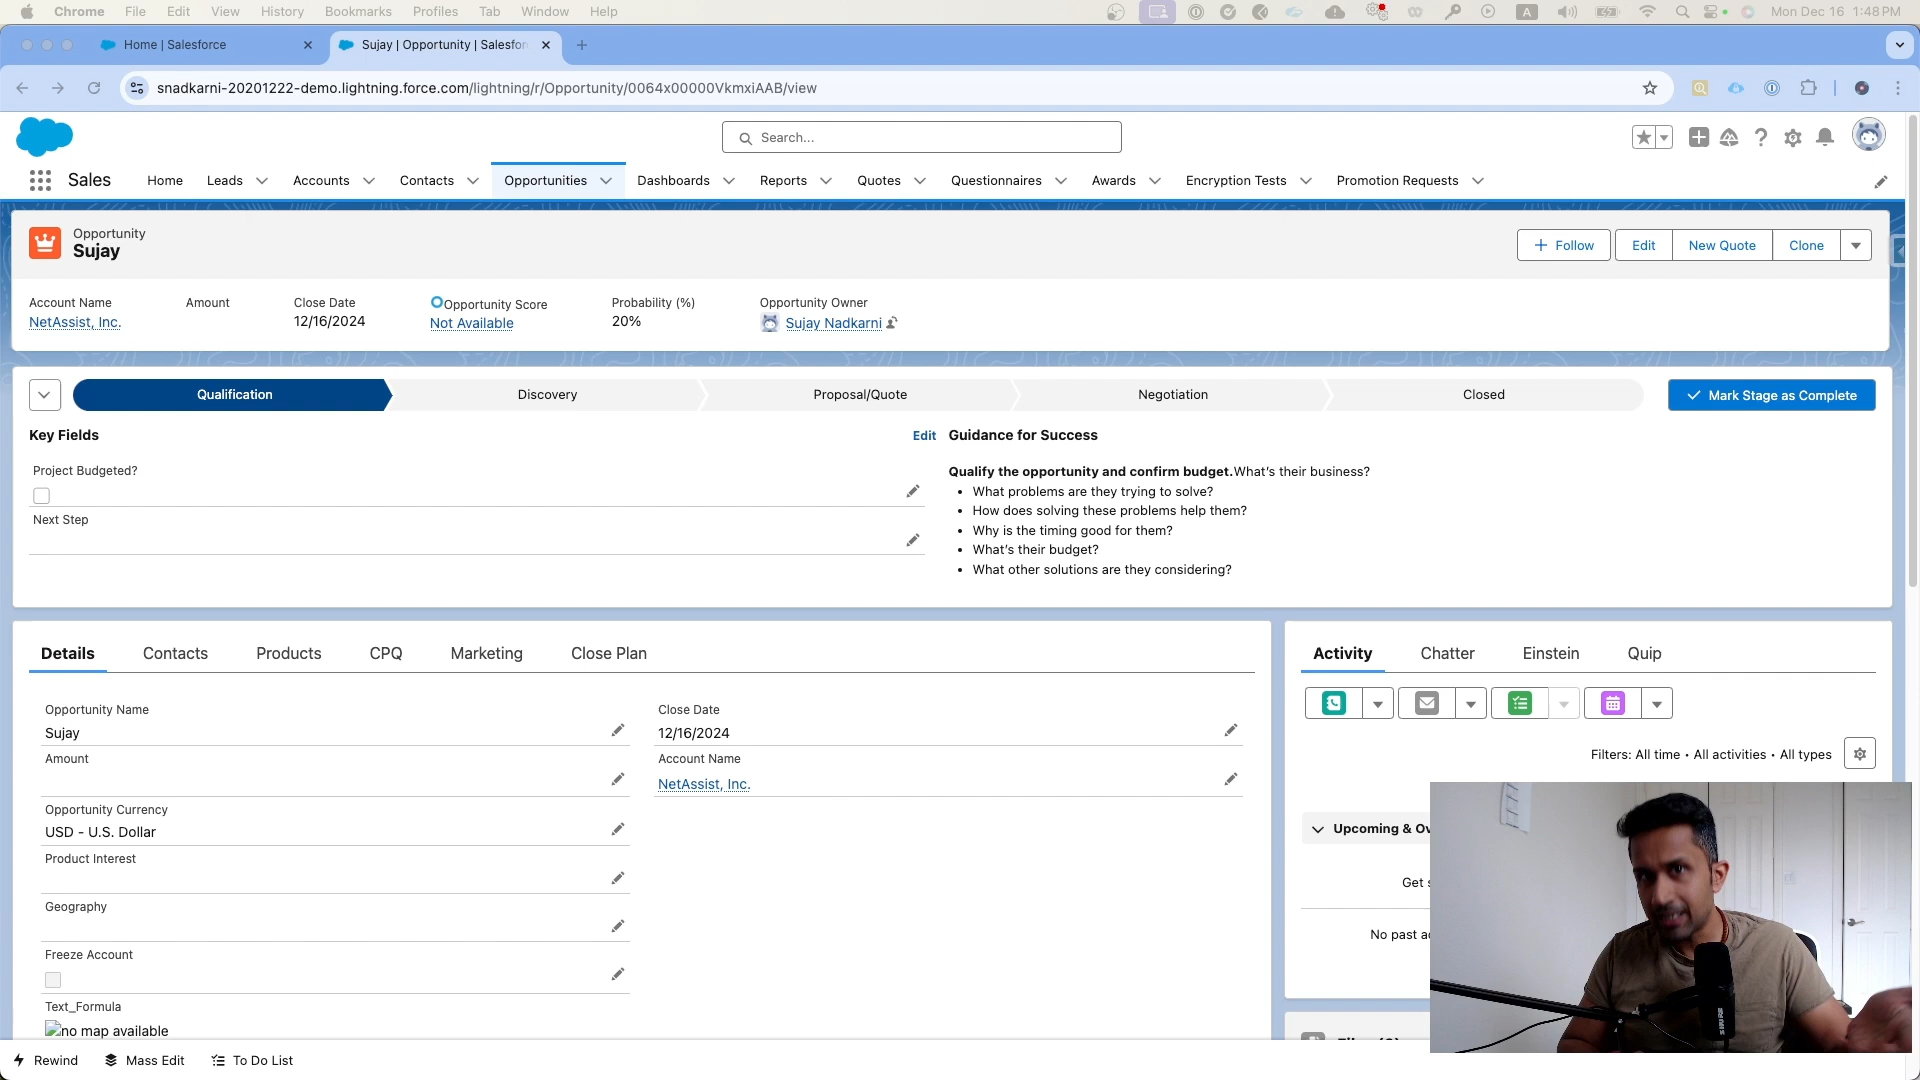 Chrome File Edit View History Bookmarks Profiles Tab Window Help Mon Dec 16 1:48 PM
Home | Salesforce
Sujay | Opportunity | Salesfor
snadkarni-20201222-demo.lightning.force.com/lightning/r/Opportunity/0064x00000VkmxiAAB/view
Search...
Sales Home Leads Accounts Contacts Opportunities Dashboards Reports Quotes Questionnaires Awards Encryption Tests Promotion Requests
Opportunity
Sujay
Follow Edit New Quote Clone
Account Name Amount Close Date Opportunity Score Probability (%) Opportunity Owner
NetAssist, Inc. 12/16/2024 Not Available 20% Sujay Nadkarni
Qualification Discovery Proposal/Quote Negotiation Closed Mark Stage as Complete
Key Fields Edit Guidance for Success
Project Budgeted?
Next Step
Qualify the opportunity and confirm budget.What's their business?
• What problems are they trying to solve?
• How does solving these problems help them?
• Why is the timing good for them?
• What's their budget?
• What other solutions are they considering?
Details Contacts Products CPQ Marketing Close Plan
Opportunity Name
Sujay
Amount
Opportunity Currency
USD - U.S. Dollar
Product Interest
Geography
Freeze Account
Text_Formula
no map available
Close Date
12/16/2024
Account Name
NetAssist, Inc.
Activity Chatter Einstein Quip
Filters: All time • All activities • All types
Upcoming &
Get
No past
Rewind Mass Edit To Do List